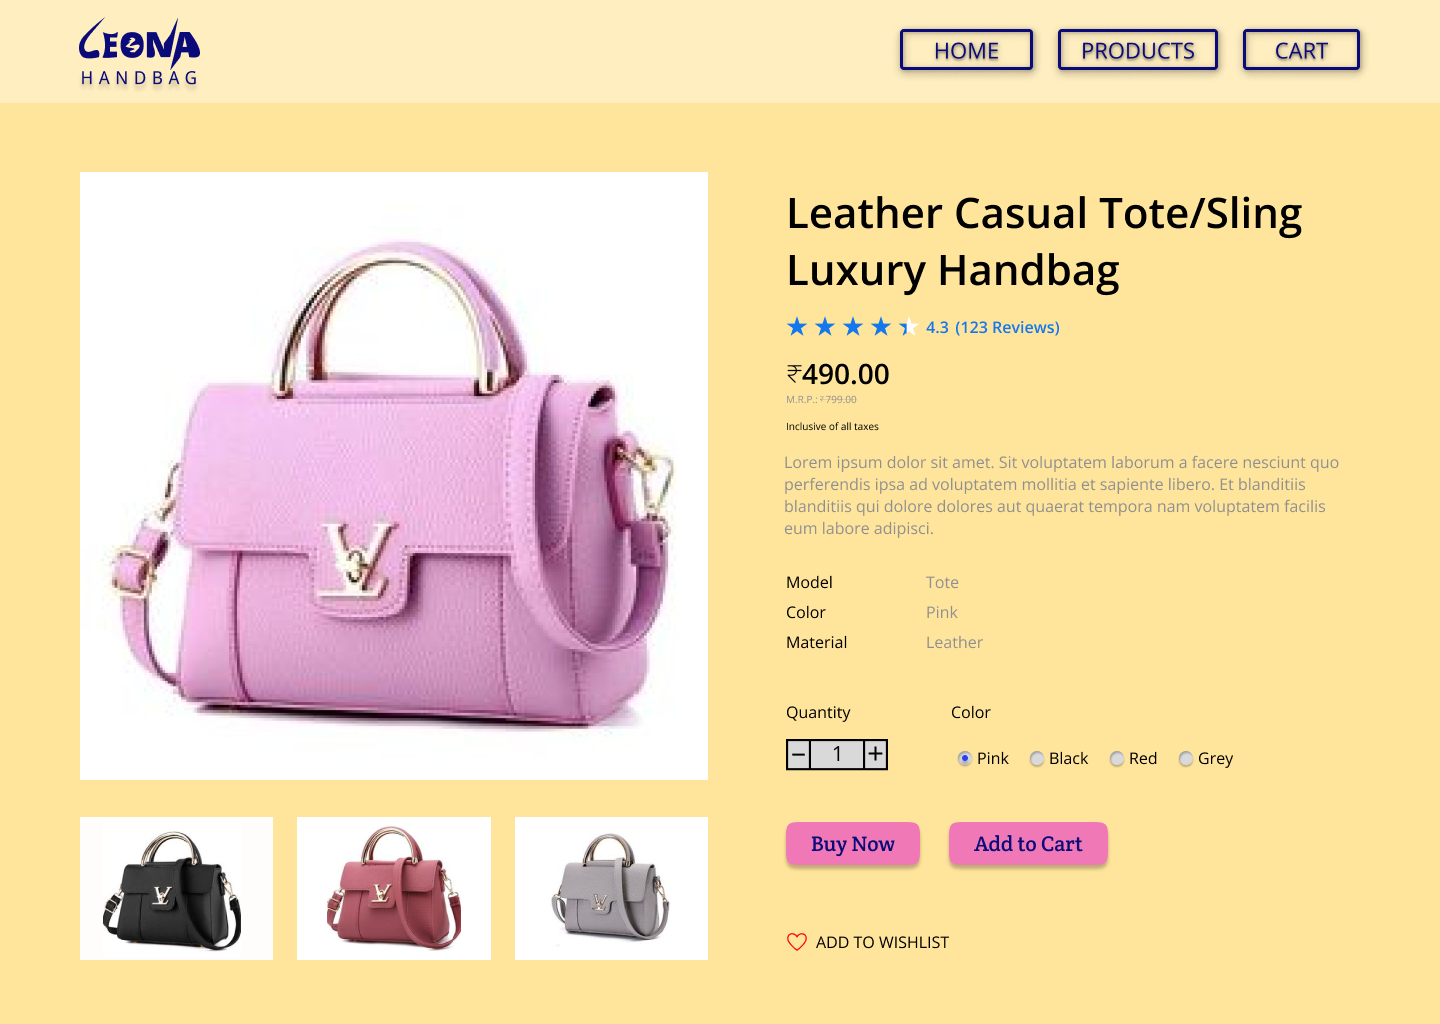 LEONA
HANDBAG
HOME
PRODUCTS
CART
Leather Casual Tote/Sling
Luxury Handbag
4.3 (123 Reviews)
₹490.00
M.R.P.: ₹799.00
Inclusive of all taxes
Lorem ipsum dolor sit amet. Sit voluptatem laborum a facere nesciunt quo
perferendis ipsa ad voluptatem mollitia et sapiente libero. Et blanditiis
blanditiis qui dolore dolores aut quaerat tempora nam voluptatem facilis
eum labore adipisci.
Model Tote
Color Pink
Material Leather
Quantity Color
− 1 + Pink Black Red Grey
Buy Now Add to Cart
ADD TO WISHLIST